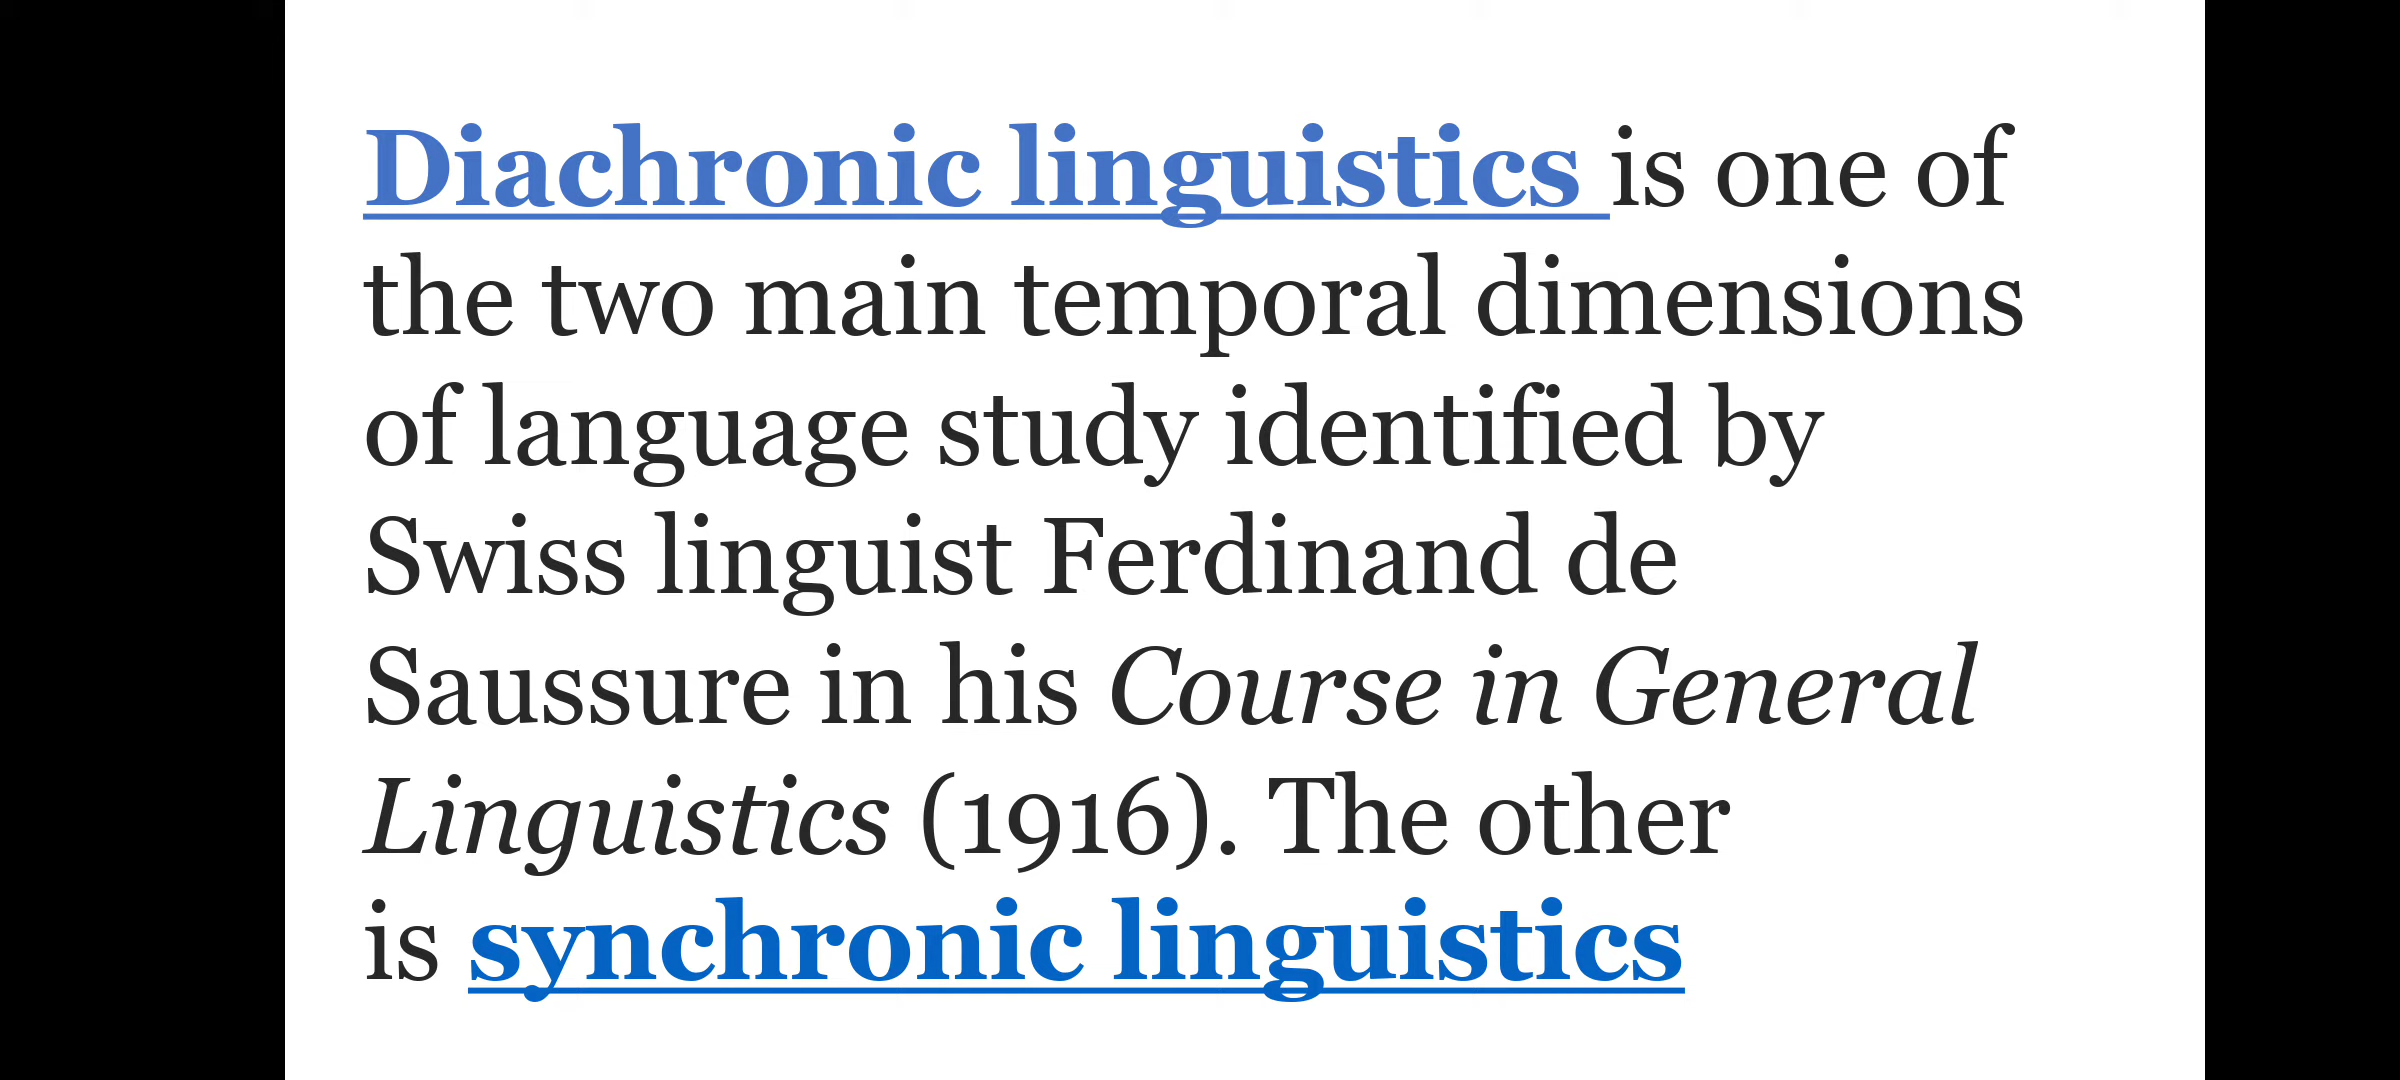 Diachronic linguistics is one of
the two main temporal dimensions
of language study identified by
Swiss linguist Ferdinand de
Saussure in his Course in General
Linguistics (1916). The other
is synchronic linguistics